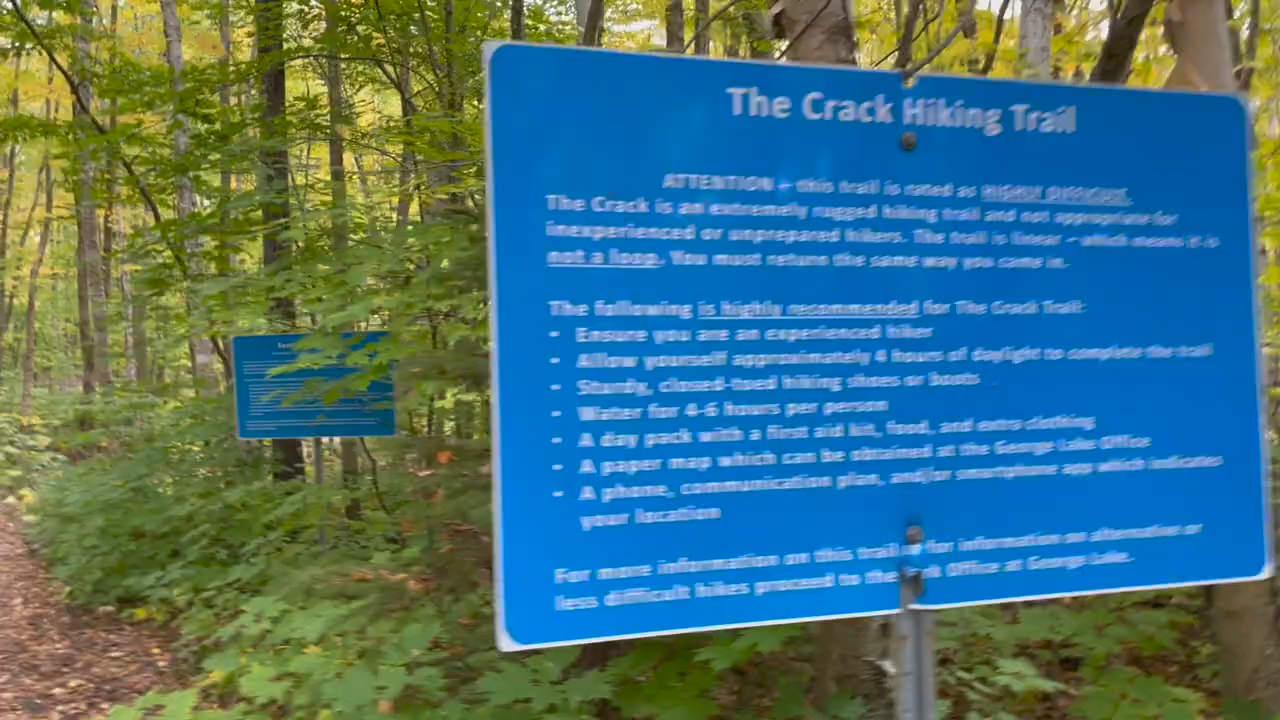 The Crack Hiking Trail
ATTENTION – this trail is rated as HIGHLY DIFFICULT.
The Crack is an extremely rugged hiking trail and not appropriate for
inexperienced or unprepared hikers. The trail is linear – which means it is
not a loop. You must return the same way you came in.
The following is highly recommended for The Crack Trail:
- Ensure you are an experienced hiker
- Allow yourself approximately 4 hours of daylight to complete the trail
- Sturdy, closed-toed hiking shoes or boots
- Water for 4-6 hours per person
- A day pack with a first aid kit, food, and extra clothing
- A paper map which can be obtained at the George Lake Office
- A phone, communication plan, and/or smartphone app which indicates
your location
For more information on this trail for information on alternative or
less difficult hikes proceed to the Office at George Lake.